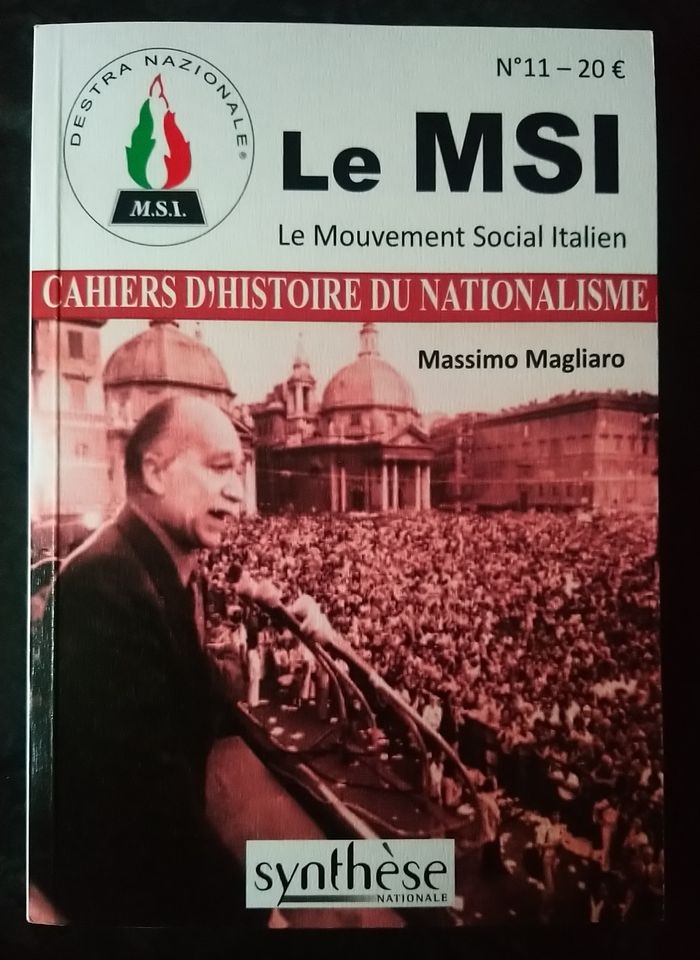 DESTRA NAZIONALE®
M.S.I.
N°11 – 20 €
Le MSI
Le Mouvement Social Italien
CAHIERS D'HISTOIRE DU NATIONALISME
Massimo Magliaro
synthèse
NATIONALE